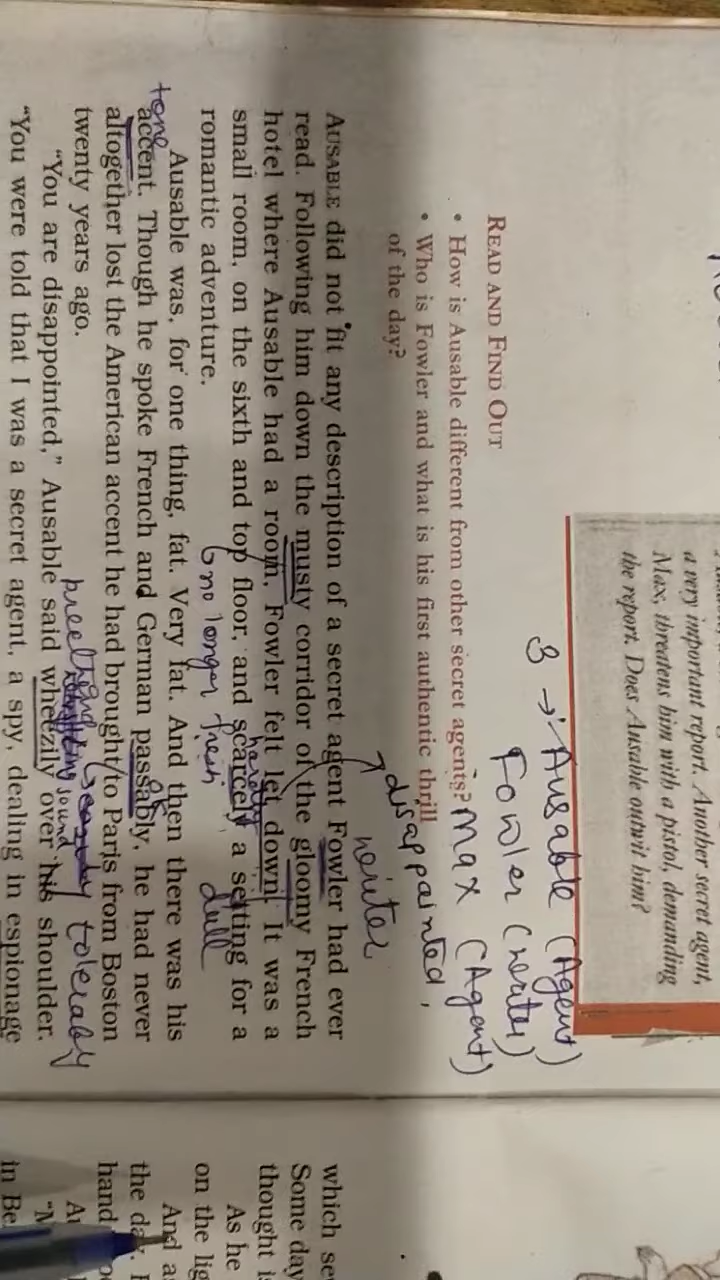 a very important report. Another secret agent,
Max, threatens him with a pistol, demanding
the report. Does Ausable outwit him?
3 → Ausable (Agent)
Fowler (writer)
Max (Agent)
READ AND FIND OUT
• How is Ausable different from other secret agents?
• Who is Fowler and what is his first authentic thrill
of the day?
disappointed,
writer
AUSABLE did not fit any description of a secret agent Fowler had ever
read. Following him down the musty corridor of the gloomy French
hotel where Ausable had a room, Fowler felt let down. It was a
small room, on the sixth and top floor, and scarcely a setting for a
hardly
romantic adventure.
no longer fresh
dull
Ausable was, for one thing, fat. Very fat. And then there was his
tone
accent. Though he spoke French and German passably, he had never
altogether lost the American accent he had brought to Paris from Boston
tolerably
twenty years ago.
"You are disappointed," Ausable said wheezily over his shoulder.
sound
"You were told that I was a secret agent, a spy, dealing in espionage
which se
Some day
thought i
As he
on the lig
And a
the day.
hand
"M
in Be